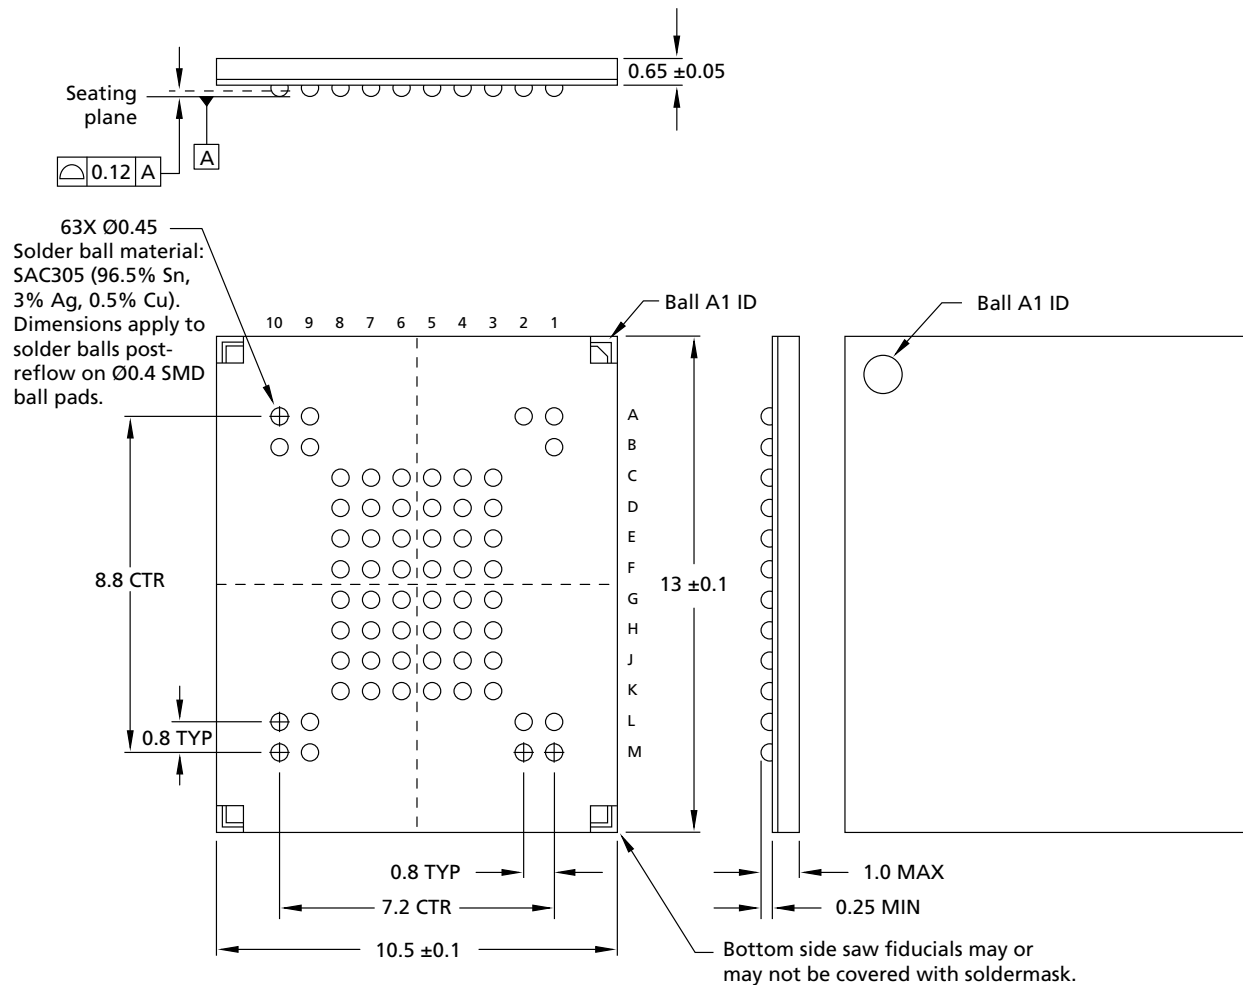 0.65 ±0.05
Seating
plane
A
0.12 A
63X Ø0.45
Solder ball material:
SAC305 (96.5% Sn,
3% Ag, 0.5% Cu).
Dimensions apply to
solder balls post-
reflow on Ø0.4 SMD
ball pads.
Ball A1 ID
Ball A1 ID
10 9 8 7 6 5 4 3 2 1
A
B
C
D
E
F
G
H
J
K
L
M
8.8 CTR
13 ±0.1
0.8 TYP
0.8 TYP
1.0 MAX
7.2 CTR
0.25 MIN
10.5 ±0.1
Bottom side saw fiducials may or
may not be covered with soldermask.